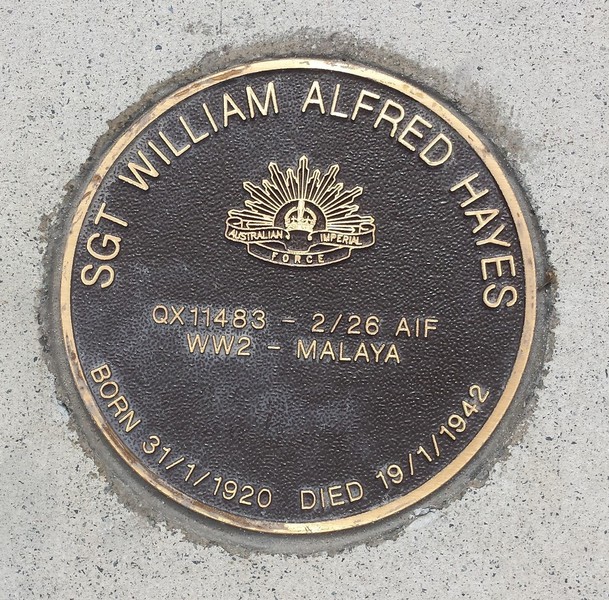 SGT WILLIAM ALFRED HAYES
AUSTRALIAN IMPERIAL
FORCE
QX11483 - 2/26 AIF
WW2 - MALAYA
BORN 31/1/1920 DIED 19/1/1942